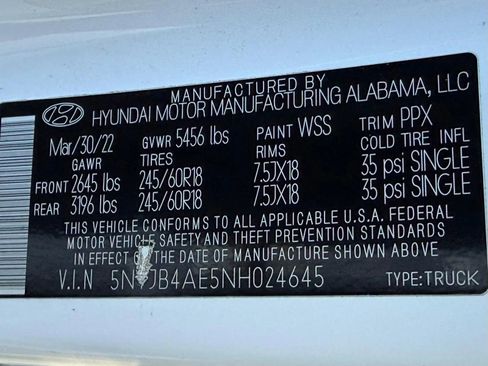 MANUFACTURED BY
HYUNDAI MOTOR MANUFACTURING ALABAMA, LLC
Mar/30/22 GVWR 5456 lbs PAINT WSS TRIM PPX
GAWR TIRES RIMS COLD TIRE INFL
FRONT 2645 lbs 245/60R18 7.5JX18 35 psi SINGLE
REAR 3196 lbs 245/60R18 7.5JX18 35 psi SINGLE
THIS VEHICLE CONFORMS TO ALL APPLICABLE U.S.A. FEDERAL
MOTOR VEHICLE SAFETY AND THEFT PREVENTION STANDARDS
IN EFFECT ON THE DATE OF MANUFACTURE SHOWN ABOVE
V.I.N TYPE:TRUCK